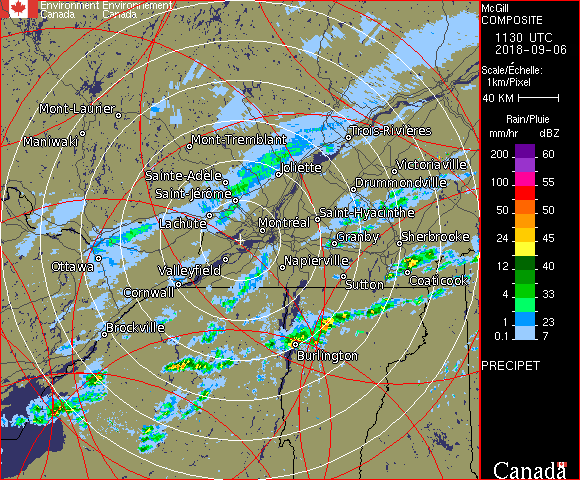 Environment Environnement
Canada Canada
McGill
COMPOSITE
1130 UTC
2018-09-06
Scale/Échelle:
1km/Pixel
40 KM
Rain/Pluie
mm/hr dBZ
200 60
100 55
50 50
24 45
12 40
4 33
1 23
0.1 7
PRECIPET
Canada
Mont-Laurier
Maniwaki
Mont-Tremblant
Trois-Rivières
Victoriaville
Joliette
Sainte-Adèle
Drummondville
Saint-Jérôme
Saint-Hyacinthe
Lachute
Montréal
Granby
Sherbrooke
Ottawa
Valleyfield
Napierville
Cornwall
Sutton
Coaticook
Brockville
Burlington